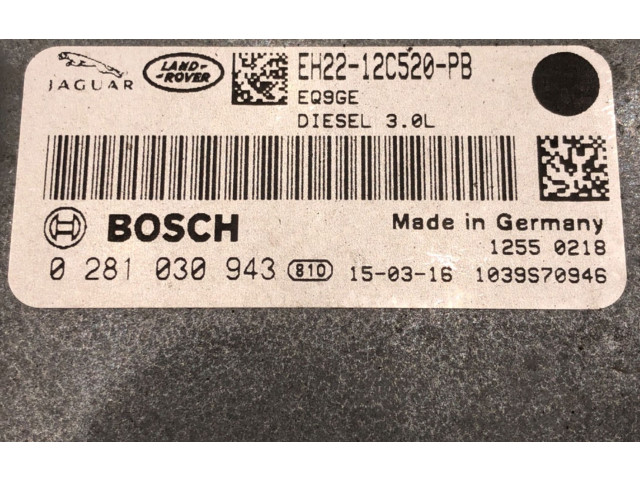 JAGUAR
LAND-
ROVER
EH22-12C520-PB
EQ9GE
DIESEL 3.0L
BOSCH
Made in Germany
1255 0218
0 281 030 943 810 15-03-16 1039S70946